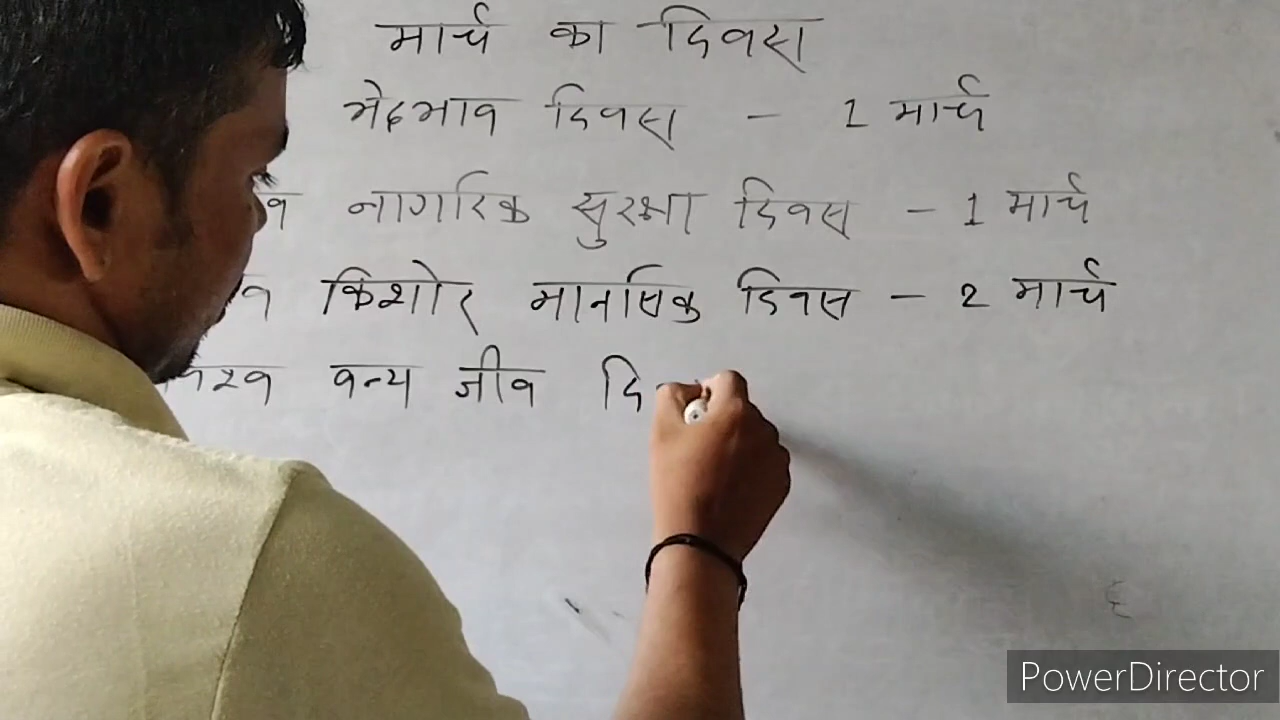 मार्च का दिवस
भेदभाव दिवस - 1 मार्च
व नागरिक सुरक्षा दिवस - 1 मार्च
व किशोर मानसिक दिवस - 2 मार्च
श्व वन्य जीव दि
PowerDirector